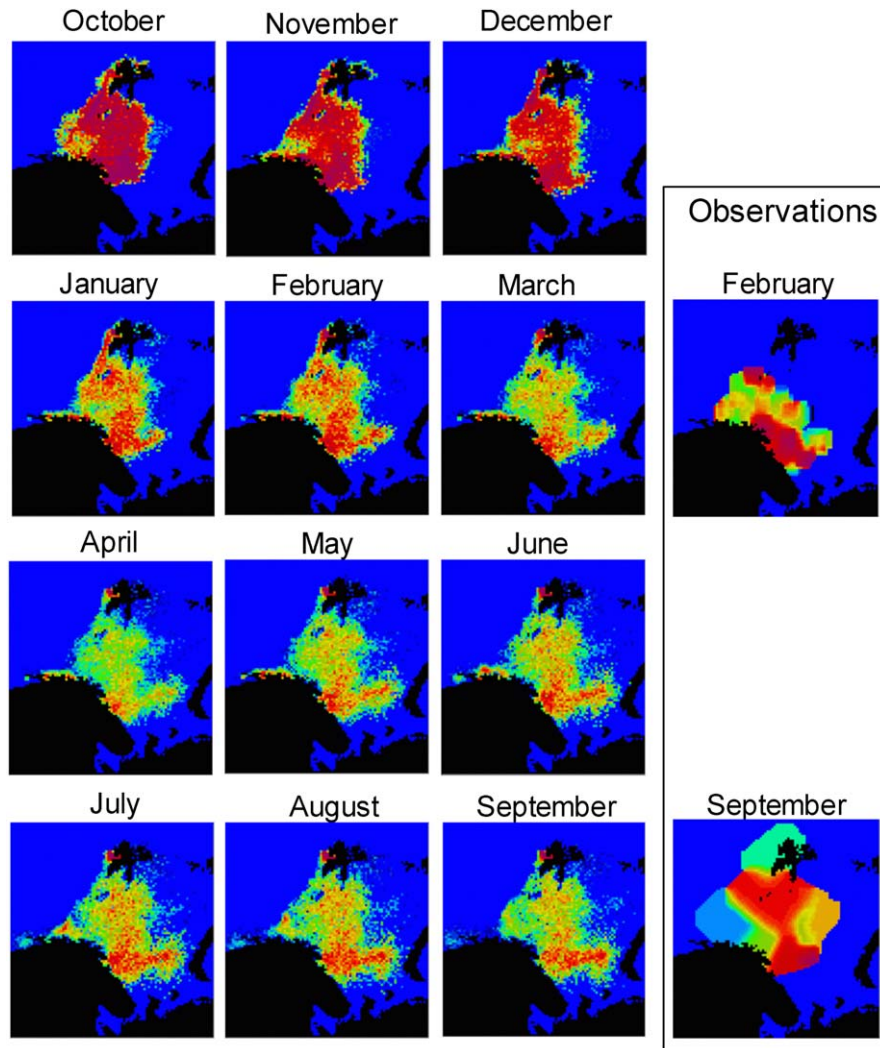 October
November
December
Observations
January
February
March
February
April
May
June
July
August
September
September